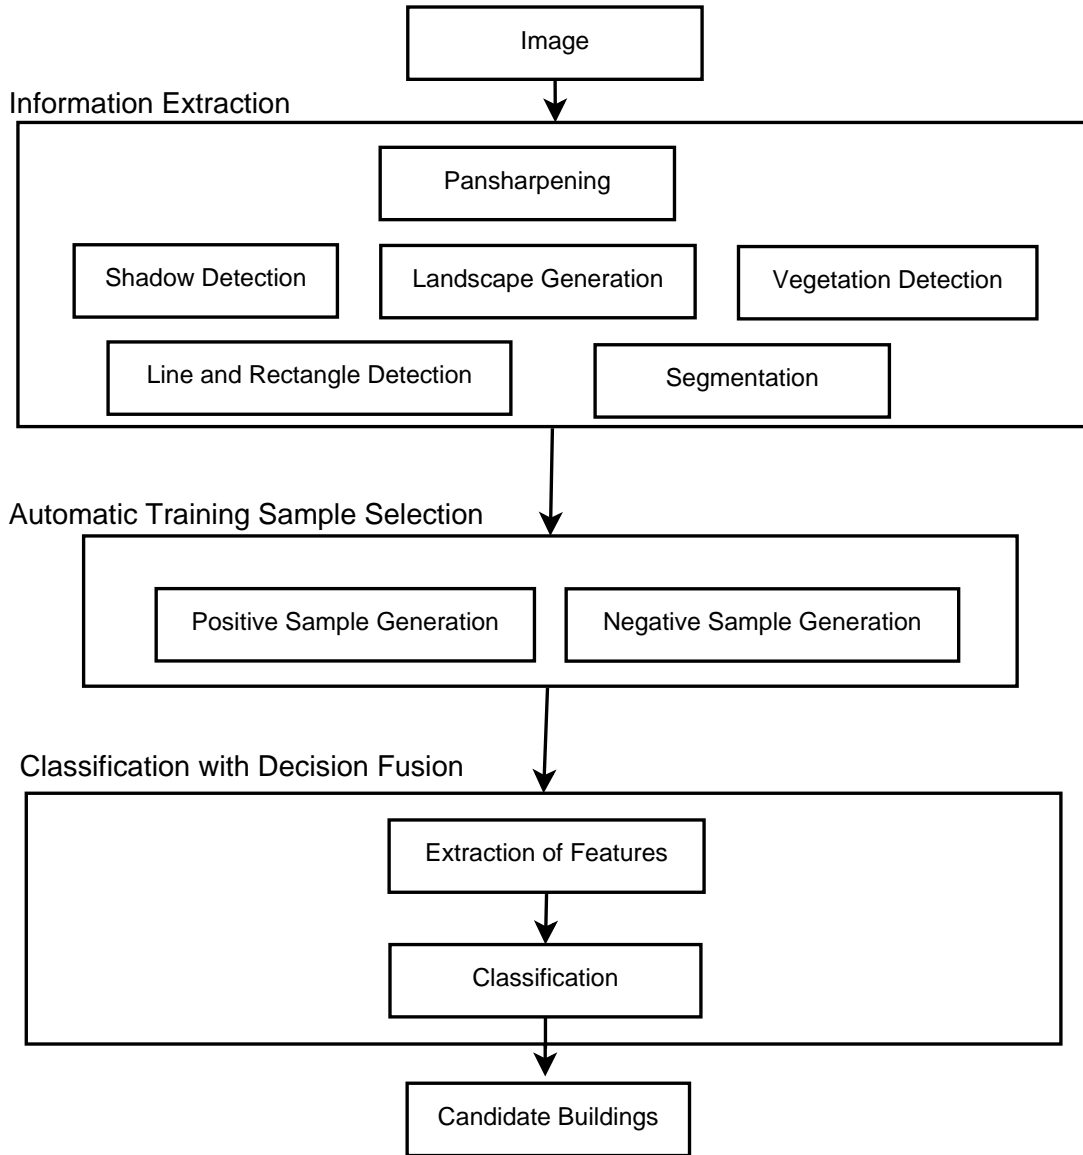 Image
Information Extraction
Pansharpening
Shadow Detection
Landscape Generation
Vegetation Detection
Line and Rectangle Detection
Segmentation
Automatic Training Sample Selection
Positive Sample Generation
Negative Sample Generation
Classification with Decision Fusion
Extraction of Features
Classification
Candidate Buildings